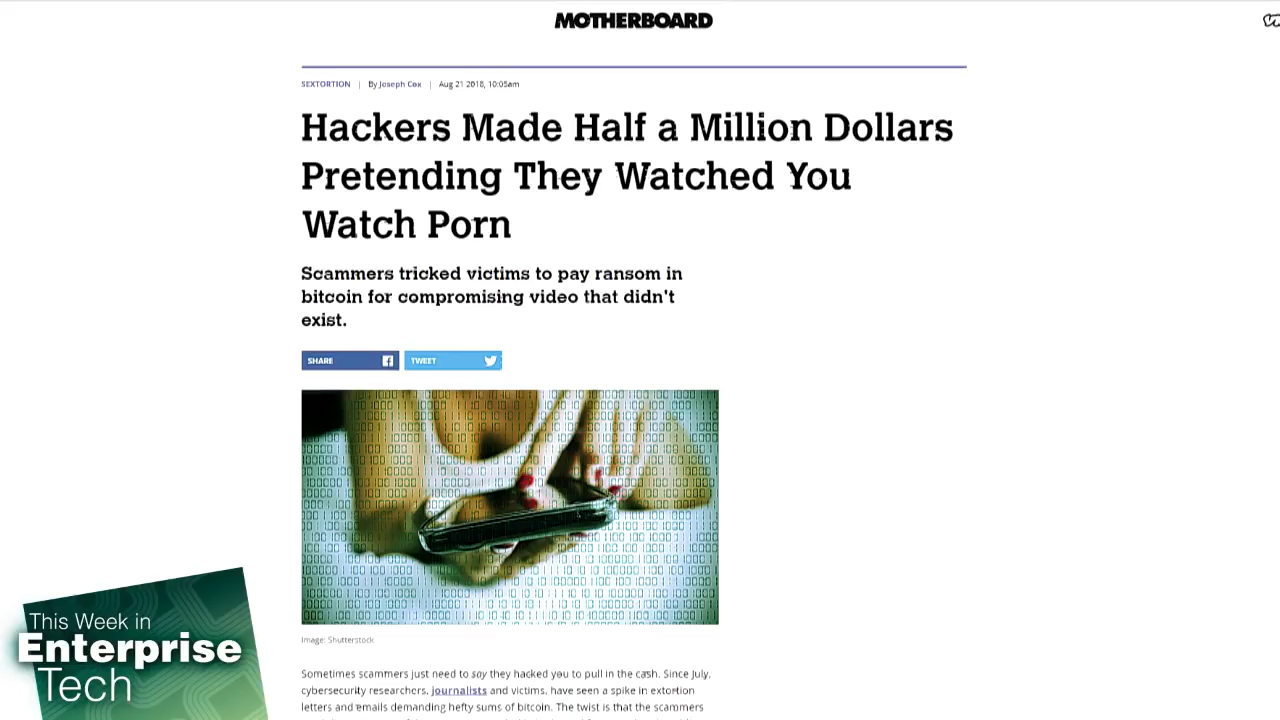 MOTHERBOARD
SEXTORTION | By Joseph Cox | Aug 21 2018, 10:05am
Hackers Made Half a Million Dollars
Pretending They Watched You
Watch Porn
Scammers tricked victims to pay ransom in
bitcoin for compromising video that didn't
exist.
SHARE TWEET
Image: Shutterstock
Sometimes scammers just need to say they hacked you to pull in the cash. Since July,
cybersecurity researchers, journalists and victims, have seen a spike in extortion
letters and emails demanding hefty sums of bitcoin. The twist is that the scammers
This Week in
Enterprise
Tech